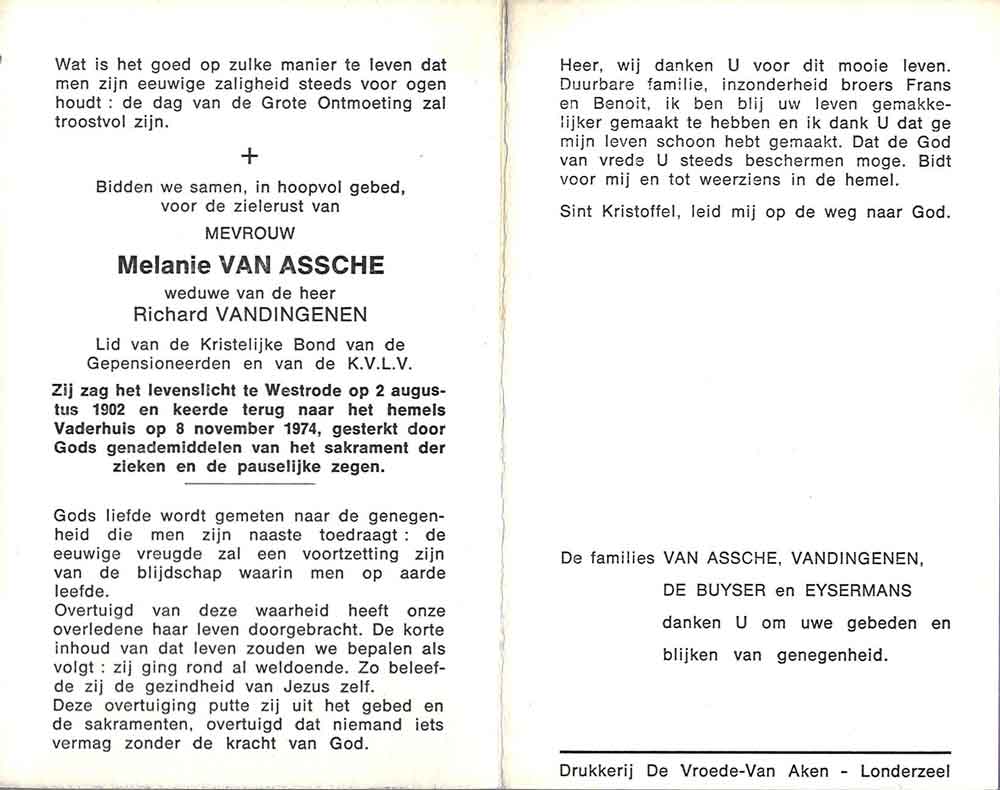 Wat is het goed op zulke manier te leven dat
men zijn eeuwige zaligheid steeds voor ogen
houdt : de dag van de Grote Ontmoeting zal
troostvol zijn.
+
Bidden we samen, in hoopvol gebed,
voor de zielerust van
MEVROUW
Melanie VAN ASSCHE
weduwe van de heer
Richard VANDINGENEN
Lid van de Kristelijke Bond van de
Gepensioneerden en van de K.V.L.V.
Zij zag het levenslicht te Westrode op 2 augus-
tus 1902 en keerde terug naar het hemels
Vaderhuis op 8 november 1974, gesterkt door
Gods genademiddelen van het sakrament der
zieken en de pauselijke zegen.
Gods liefde wordt gemeten naar de genegen-
heid die men zijn naaste toedraagt : de
eeuwige vreugde zal een voortzetting zijn
van de blijdschap waarin men op aarde
leefde.
Overtuigd van deze waarheid heeft onze
overledene haar leven doorgebracht. De korte
inhoud van dat leven zouden we bepalen als
volgt : zij ging rond al weldoende. Zo beleef-
de zij de gezindheid van Jezus zelf.
Deze overtuiging putte zij uit het gebed en
de sakramenten, overtuigd dat niemand iets
vermag zonder de kracht van God.
Heer, wij danken U voor dit mooie leven.
Duurbare familie, inzonderheid broers Frans
en Benoit, ik ben blij uw leven gemakke-
lijker gemaakt te hebben en ik dank U dat ge
mijn leven schoon hebt gemaakt. Dat de God
van vrede U steeds beschermen moge. Bidt
voor mij en tot weerziens in de hemel.
Sint Kristoffel, leid mij op de weg naar God.
De families VAN ASSCHE, VANDINGENEN,
DE BUYSER en EYSERMANS
danken U om uwe gebeden en
blijken van genegenheid.
Drukkerij De Vroede-Van Aken - Londerzeel